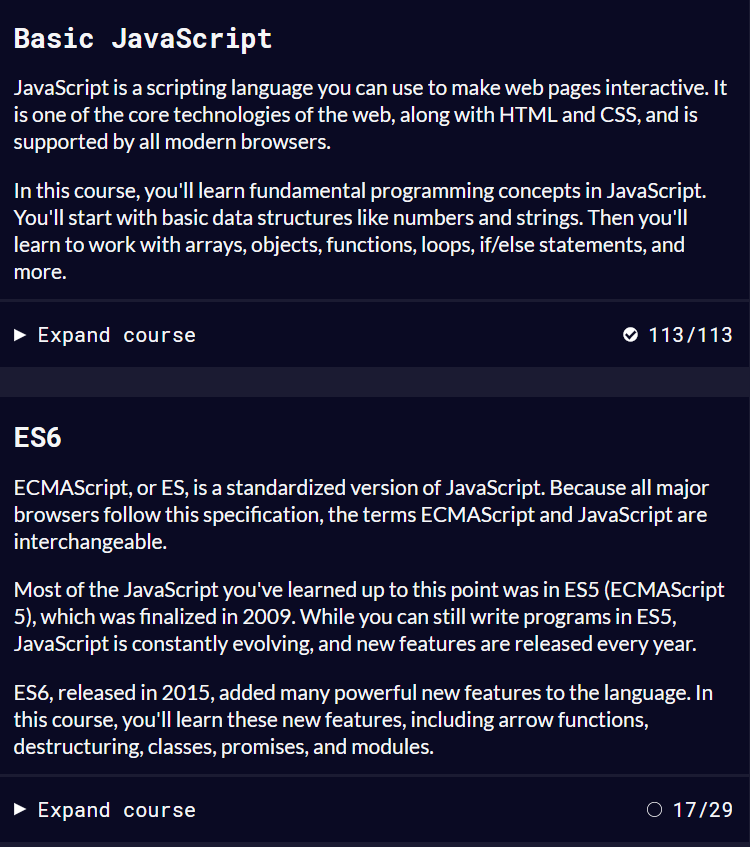 Basic JavaScript
JavaScript is a scripting language you can use to make web pages interactive. It
is one of the core technologies of the web, along with HTML and CSS, and is
supported by all modern browsers.
In this course, you'll learn fundamental programming concepts in JavaScript.
You'll start with basic data structures like numbers and strings. Then you'll
learn to work with arrays, objects, functions, loops, if/else statements, and
more.
Expand course 113/113
ES6
ECMAScript, or ES, is a standardized version of JavaScript. Because all major
browsers follow this specification, the terms ECMAScript and JavaScript are
interchangeable.
Most of the JavaScript you've learned up to this point was in ES5 (ECMAScript
5), which was finalized in 2009. While you can still write programs in ES5,
JavaScript is constantly evolving, and new features are released every year.
ES6, released in 2015, added many powerful new features to the language. In
this course, you'll learn these new features, including arrow functions,
destructuring, classes, promises, and modules.
Expand course 17/29